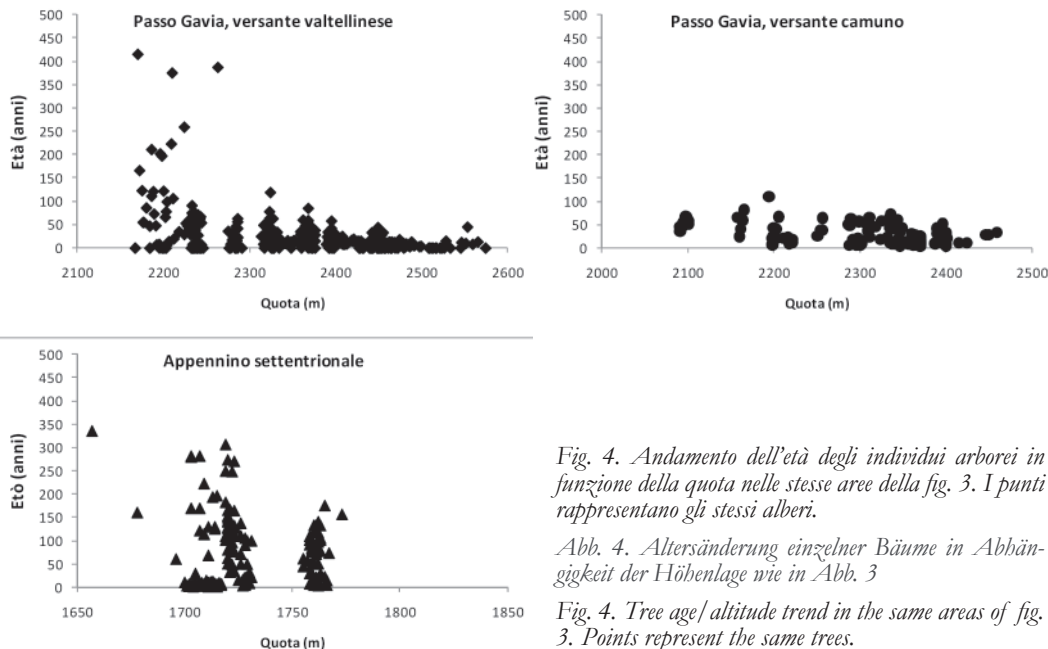 Passo Gavia, versante valtellinese
Età (anni)
500
450
400
350
300
250
200
150
100
50
0
2100 2200 2300 2400 2500 2600
Quota (m)
Passo Gavia, versante camuno
Età (anni)
500
450
400
350
300
250
200
150
100
50
0
2000 2100 2200 2300 2400 2500
Quota (m)
Appennino settentrionale
Etò (anni)
500
450
400
350
300
250
200
150
100
50
0
1650 1700 1750 1800 1850
Quota (m)
Fig. 4. Andamento dell'età degli individui arborei in
funzione della quota nelle stesse aree della fig. 3. I punti
rappresentano gli stessi alberi.
Abb. 4. Altersänderung einzelner Bäume in Abhän-
gigkeit der Höhenlage wie in Abb. 3
Fig. 4. Tree age/altitude trend in the same areas of fig.
3. Points represent the same trees.